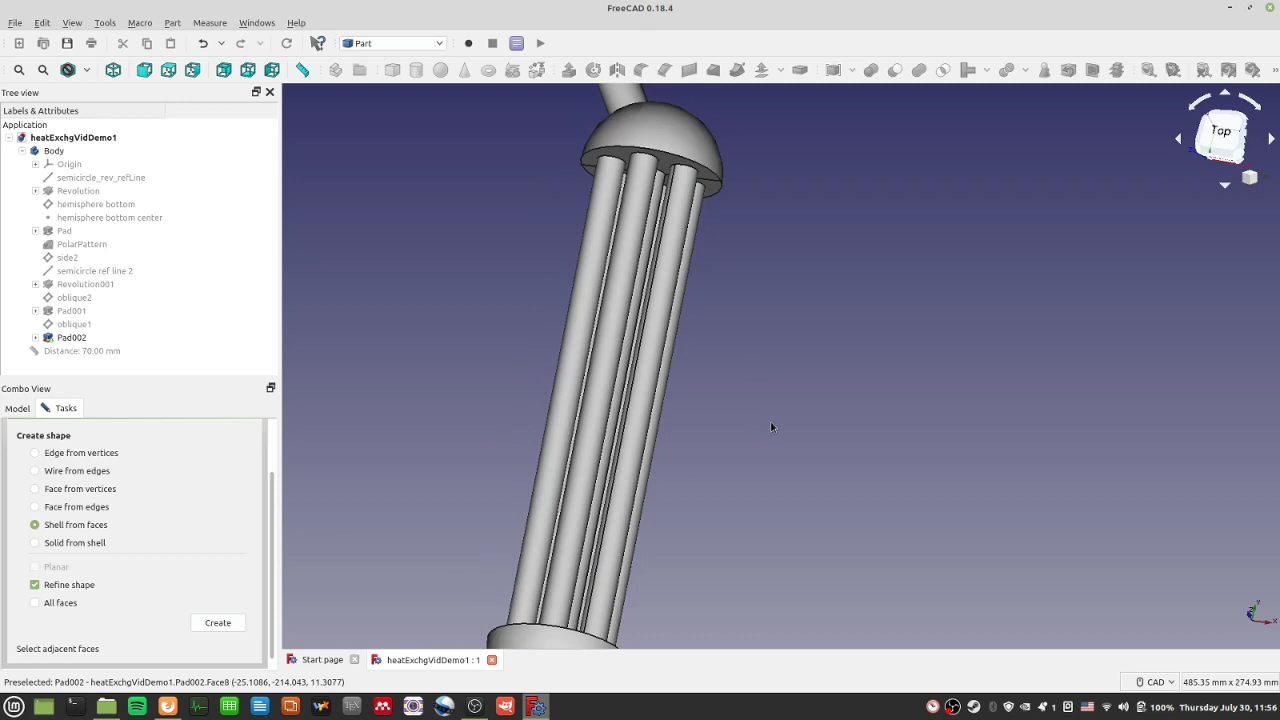 FreeCAD 0.18.4
File Edit View Tools Macro Part Measure Windows Help
Part
Tree view
Labels & Attributes
Application
heatExchgVidDemo1
Body
Origin
semicircle_rev_refLine
Revolution
hemisphere bottom
hemisphere bottom center
Pad
PolarPattern
side2
semicircle ref line 2
Revolution001
oblique2
Pad001
oblique1
Pad002
Distance: 70.00 mm
Combo View
Model Tasks
Create shape
Edge from vertices
Wire from edges
Face from vertices
Face from edges
Shell from faces
Solid from shell
Planar
Refine shape
All faces
Create
Select adjacent faces
Top
Start page heatExchgVidDemo1 : 1
Preselected: Pad002 - heatExchgVidDemo1.Pad002.Face8 (-25.1086, -214.043, 11.3077) CAD 485.35 mm x 274.93 mm
1 100% Thursday July 30, 11:56